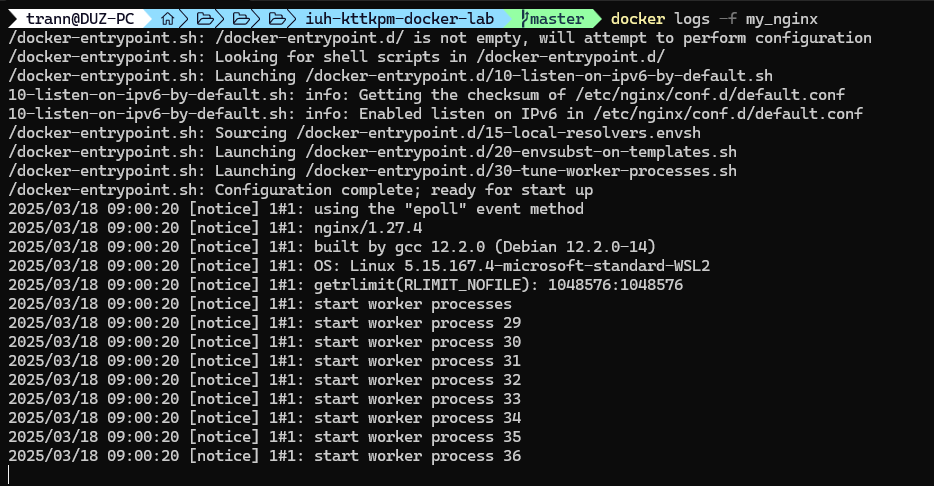 trann@DUZ-PC iuh-kttkpm-docker-lab master docker logs -f my_nginx
/docker-entrypoint.sh: /docker-entrypoint.d/ is not empty, will attempt to perform configuration
/docker-entrypoint.sh: Looking for shell scripts in /docker-entrypoint.d/
/docker-entrypoint.sh: Launching /docker-entrypoint.d/10-listen-on-ipv6-by-default.sh
10-listen-on-ipv6-by-default.sh: info: Getting the checksum of /etc/nginx/conf.d/default.conf
10-listen-on-ipv6-by-default.sh: info: Enabled listen on IPv6 in /etc/nginx/conf.d/default.conf
/docker-entrypoint.sh: Sourcing /docker-entrypoint.d/15-local-resolvers.envsh
/docker-entrypoint.sh: Launching /docker-entrypoint.d/20-envsubst-on-templates.sh
/docker-entrypoint.sh: Launching /docker-entrypoint.d/30-tune-worker-processes.sh
/docker-entrypoint.sh: Configuration complete; ready for start up
2025/03/18 09:00:20 [notice] 1#1: using the "epoll" event method
2025/03/18 09:00:20 [notice] 1#1: nginx/1.27.4
2025/03/18 09:00:20 [notice] 1#1: built by gcc 12.2.0 (Debian 12.2.0-14)
2025/03/18 09:00:20 [notice] 1#1: OS: Linux 5.15.167.4-microsoft-standard-WSL2
2025/03/18 09:00:20 [notice] 1#1: getrlimit(RLIMIT_NOFILE): 1048576:1048576
2025/03/18 09:00:20 [notice] 1#1: start worker processes
2025/03/18 09:00:20 [notice] 1#1: start worker process 29
2025/03/18 09:00:20 [notice] 1#1: start worker process 30
2025/03/18 09:00:20 [notice] 1#1: start worker process 31
2025/03/18 09:00:20 [notice] 1#1: start worker process 32
2025/03/18 09:00:20 [notice] 1#1: start worker process 33
2025/03/18 09:00:20 [notice] 1#1: start worker process 34
2025/03/18 09:00:20 [notice] 1#1: start worker process 35
2025/03/18 09:00:20 [notice] 1#1: start worker process 36